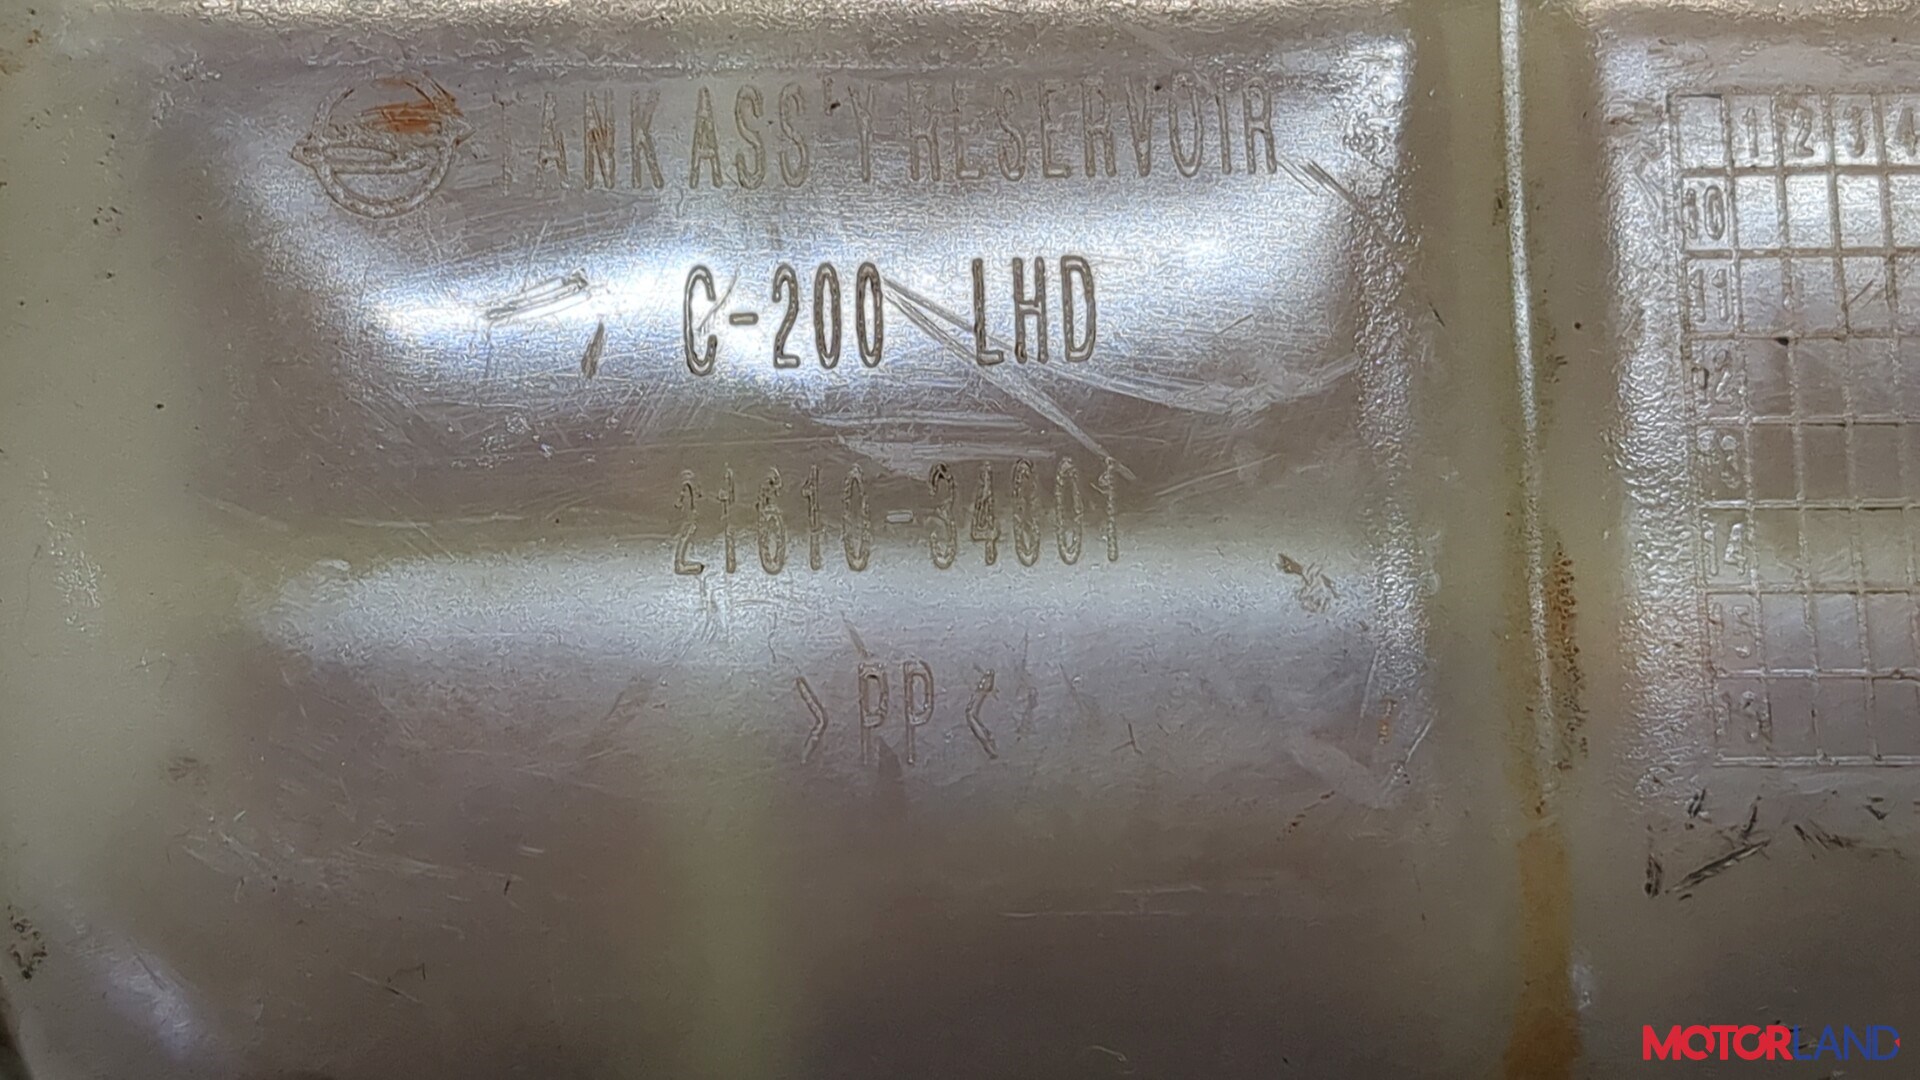 TANK ASS'Y RESERVOIR
C-200 LHD
21610-34001
>PP<
1 2 3 4
10
11
12
13
14
15
MOTORLAND